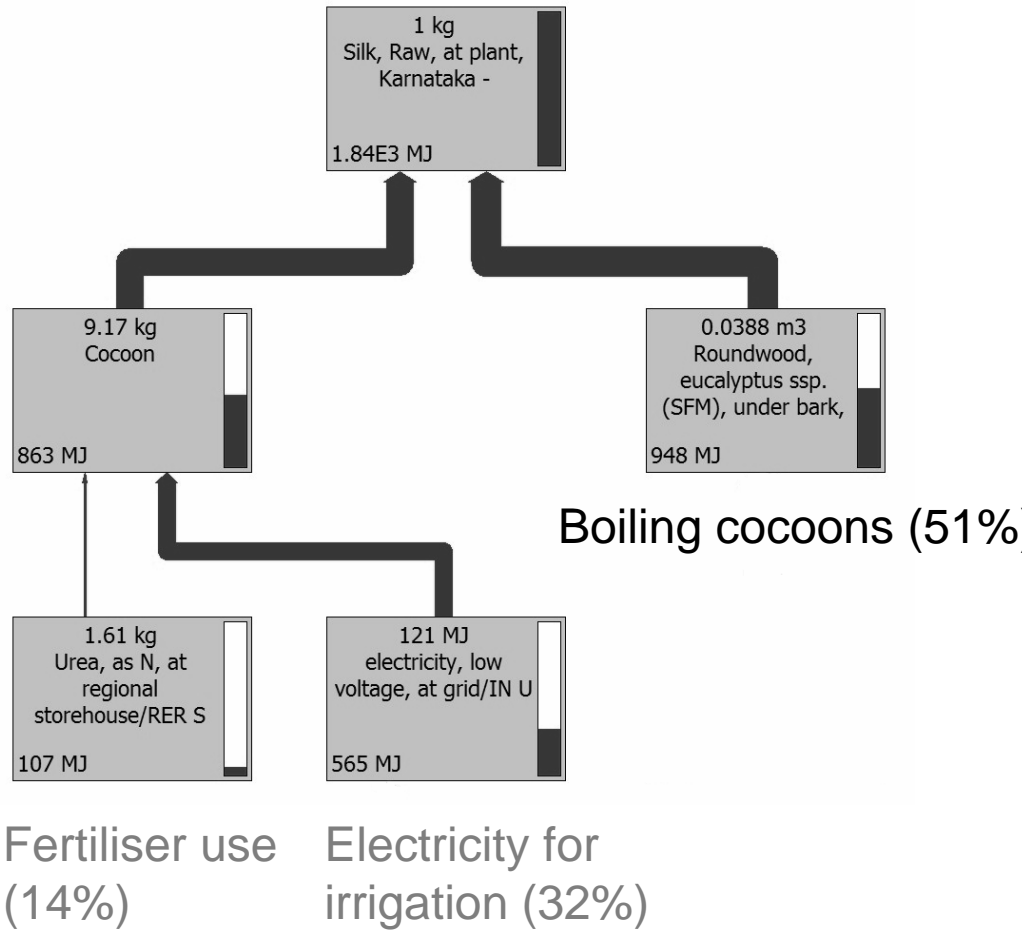 1 kg
Silk, Raw, at plant,
Karnataka -
1.84E3 MJ
9.17 kg
Cocoon
863 MJ
0.0388 m3
Roundwood,
eucalyptus ssp.
(SFM), under bark,
948 MJ
Boiling cocoons (51%)
1.61 kg
Urea, as N, at
regional
storehouse/RER S
107 MJ
121 MJ
electricity, low
voltage, at grid/IN U
565 MJ
Fertiliser use
(14%)
Electricity for
irrigation (32%)